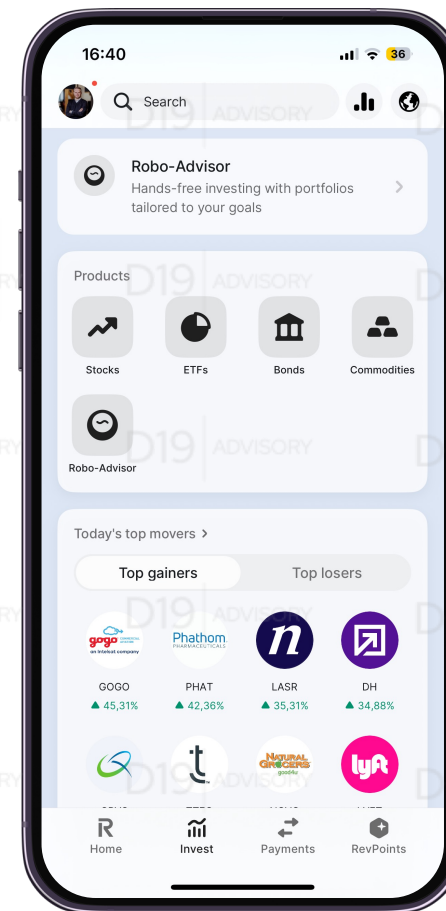 16:40
36
Search
Robo-Advisor
Hands-free investing with portfolios
tailored to your goals
Products
Stocks
ETFs
Bonds
Commodities
Robo-Advisor
Today's top movers
Top gainers
Top losers
gogo
an Intelsat company
Phathom
PHARMACEUTICALS
n
GOGO
PHAT
LASR
DH
45,31%
42,36%
35,31%
34,88%
t
NATURAL
GROCERS
good4u
lyft
Home
Invest
Payments
RevPoints
D19 ADVISORY